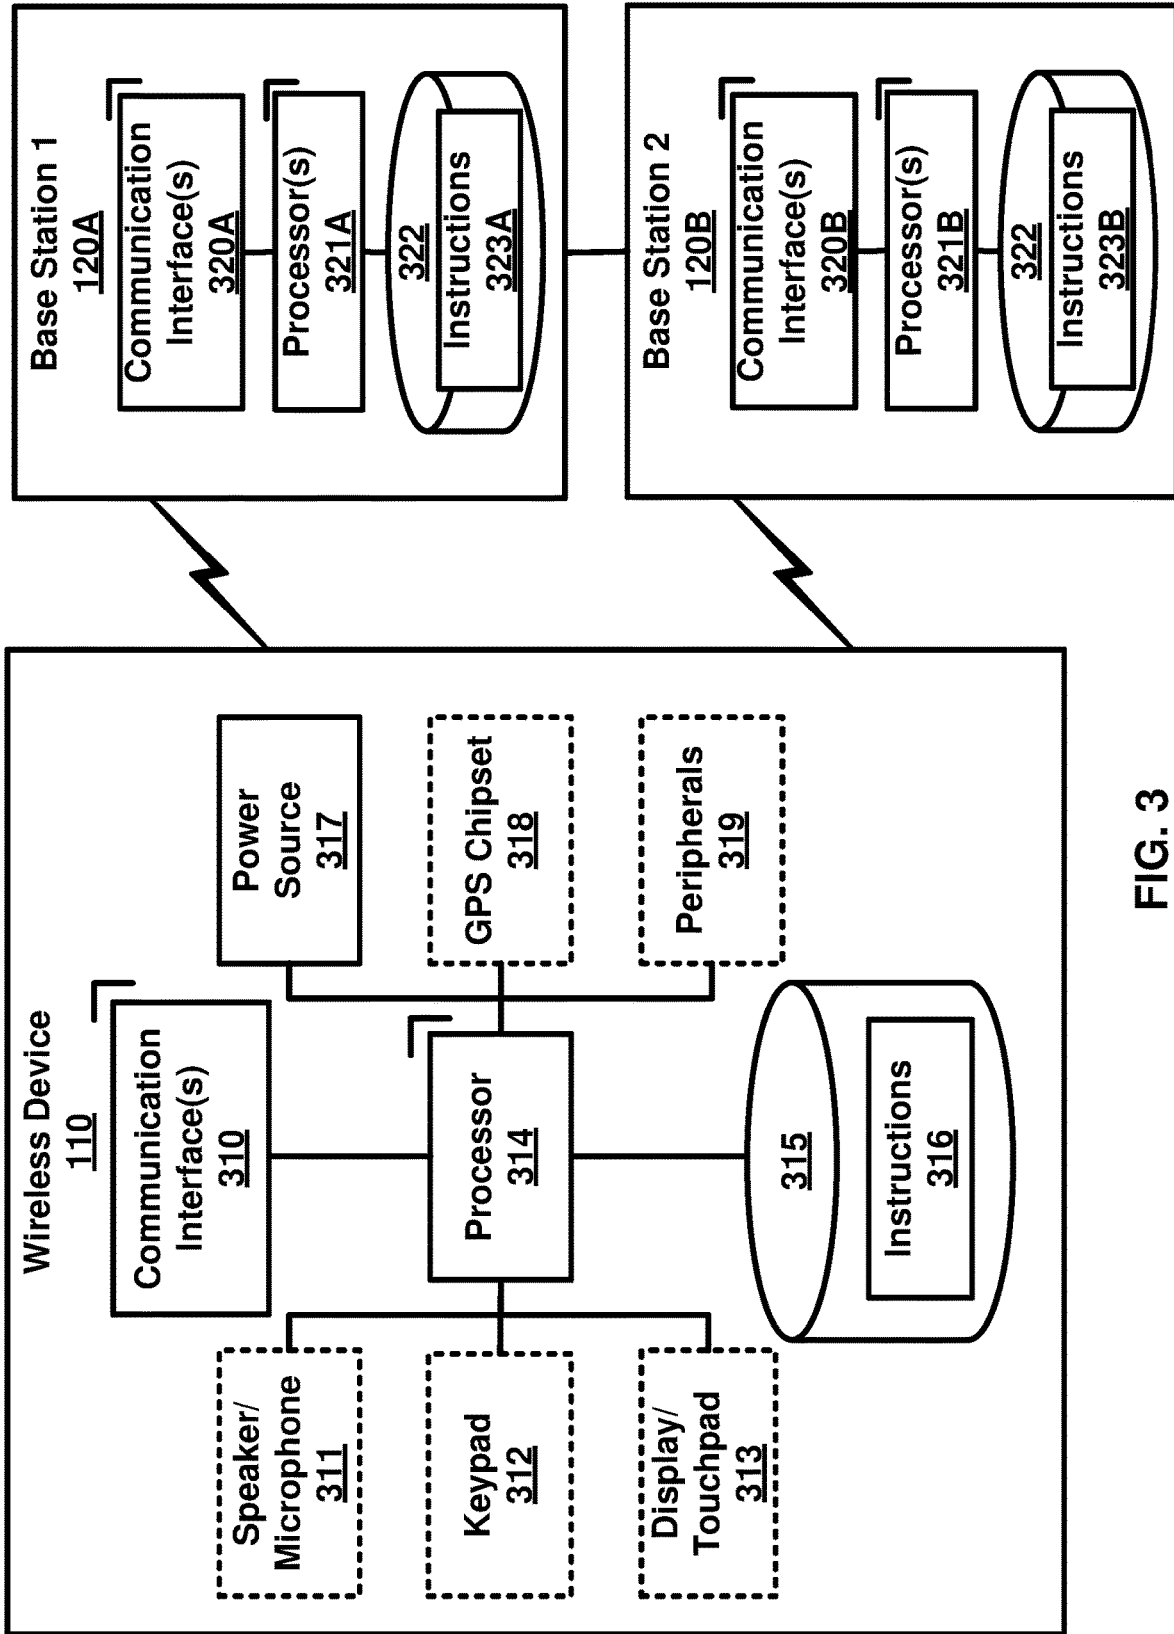 Wireless Device
110
Communication
Interface(s)
310
Speaker/
Microphone
311
Keypad
312
Display/
Touchpad
313
Processor
314
Power
Source
317
GPS Chipset
318
Peripherals
319
315
Instructions
316
Base Station 1
120A
Communication
Interface(s)
320A
Processor(s)
321A
322
Instructions
323A
Base Station 2
120B
Communication
Interface(s)
320B
Processor(s)
321B
322
Instructions
323B
FIG. 3